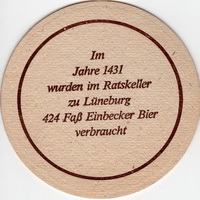 Im
Jahre 1431
wurden im Ratskeller
zu Lüneburg
424 Faß Einbecker Bier
verbraucht